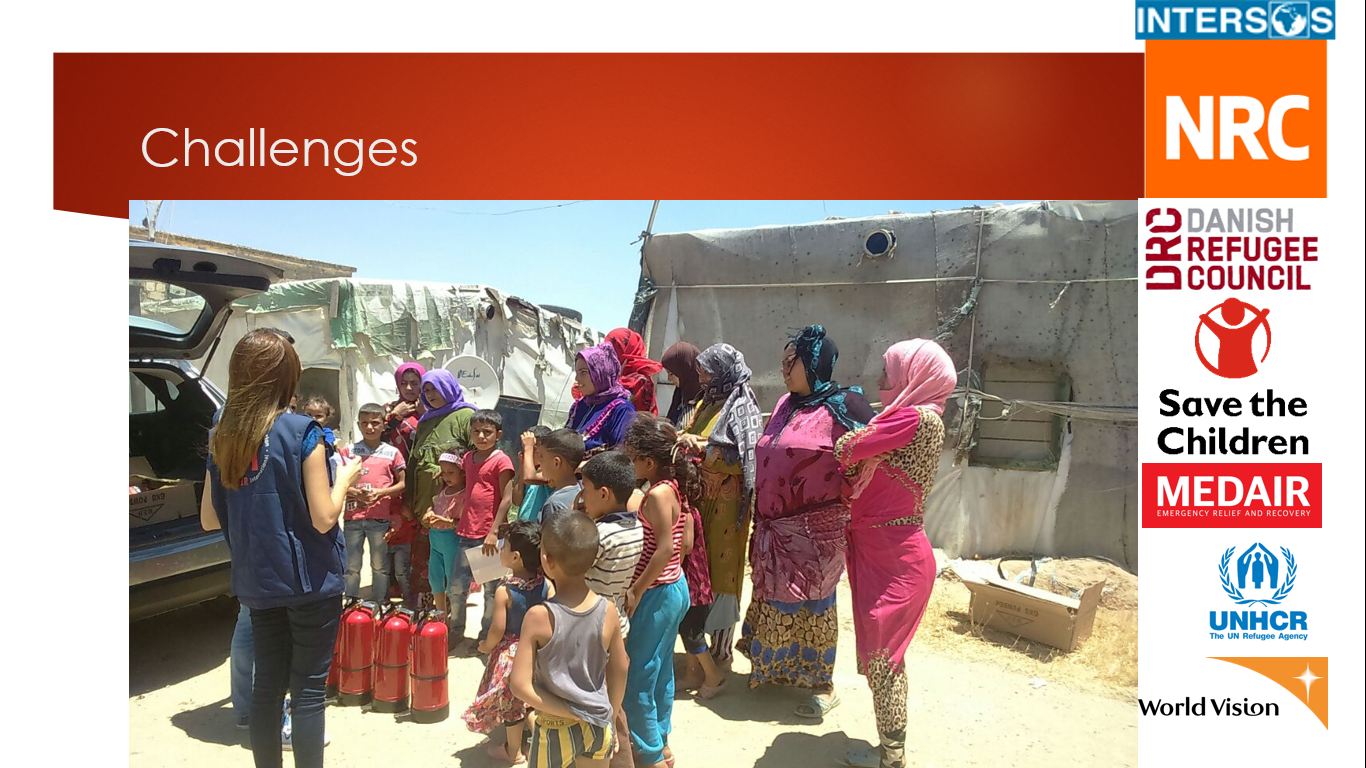 INTERSOS
Challenges
NRC
DRC
DANISH
REFUGEE
COUNCIL
Save the
Children
MEDAIR
EMERGENCY RELIEF AND RECOVERY
UNHCR
The UN Refugee Agency
World Vision